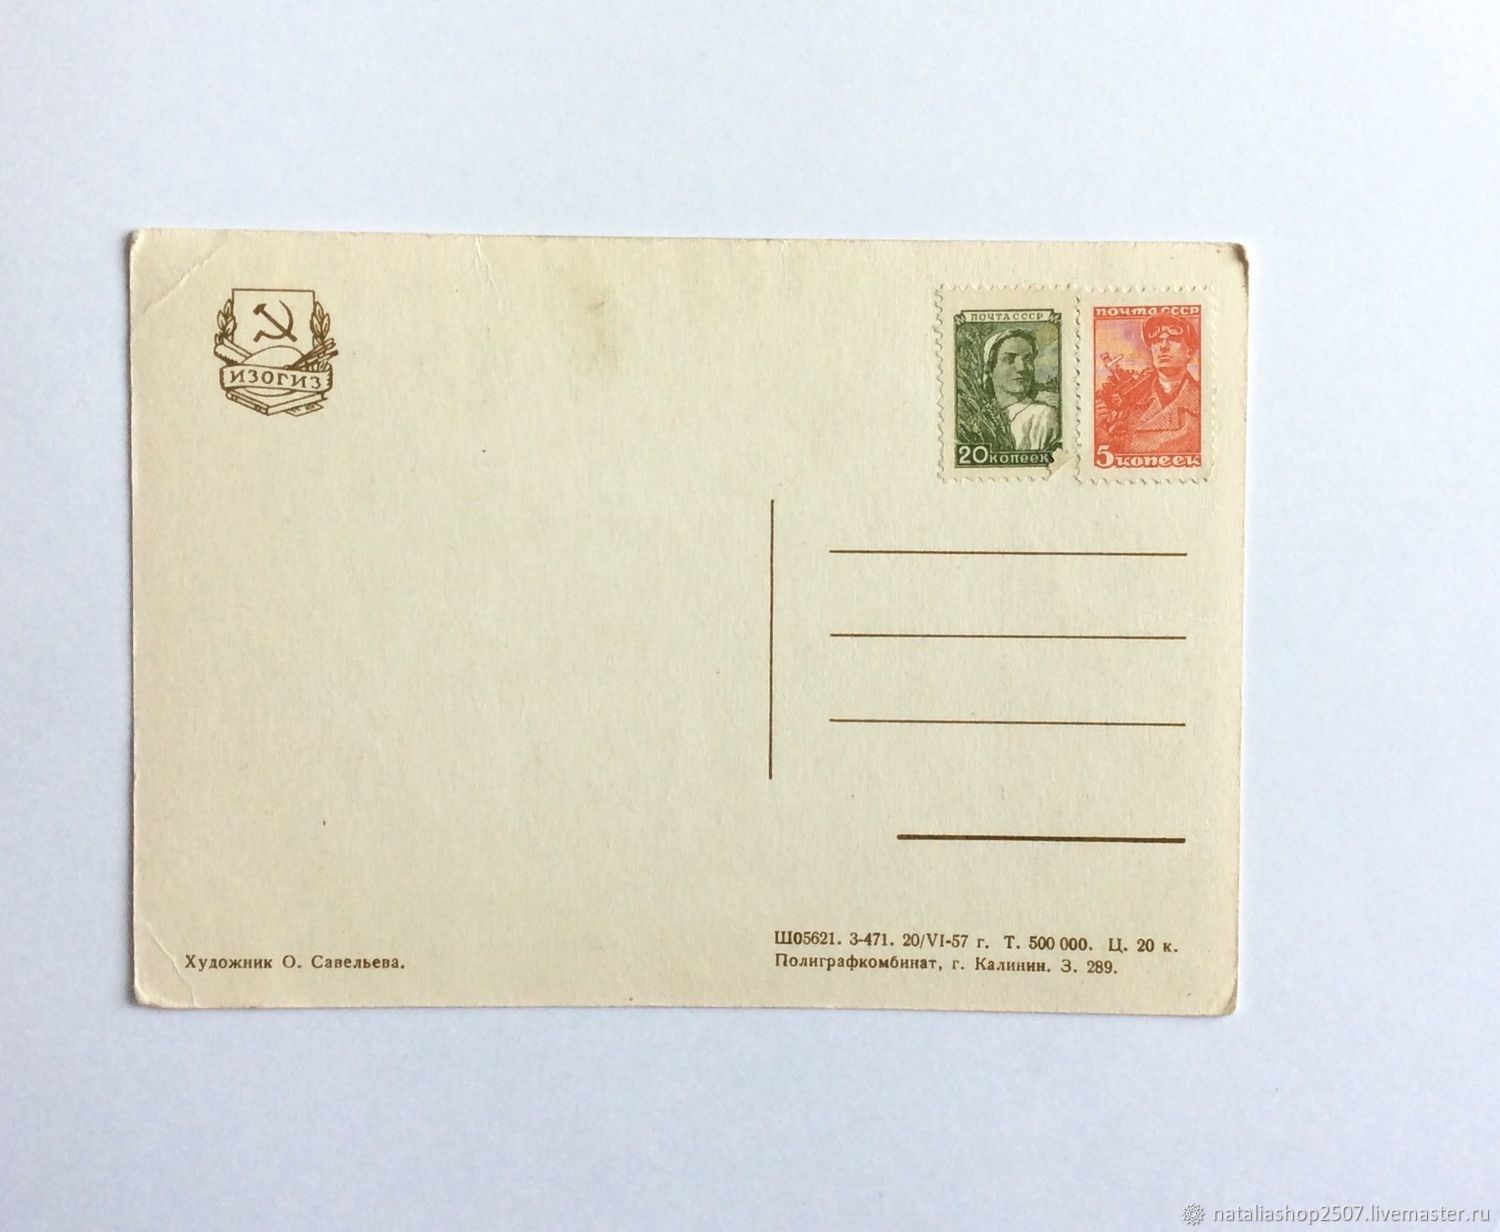 ИЗОГИЗ
ПОЧТА СССР
20 копеек
почта СССР
5 копеек
Художник О. Савельева.
Ш05621. З-471. 20/VI-57 г. Т. 500 000. Ц. 20 к.
Полиграфкомбинат, г. Калинин. З. 289.
nataliashop2507.livemaster.ru